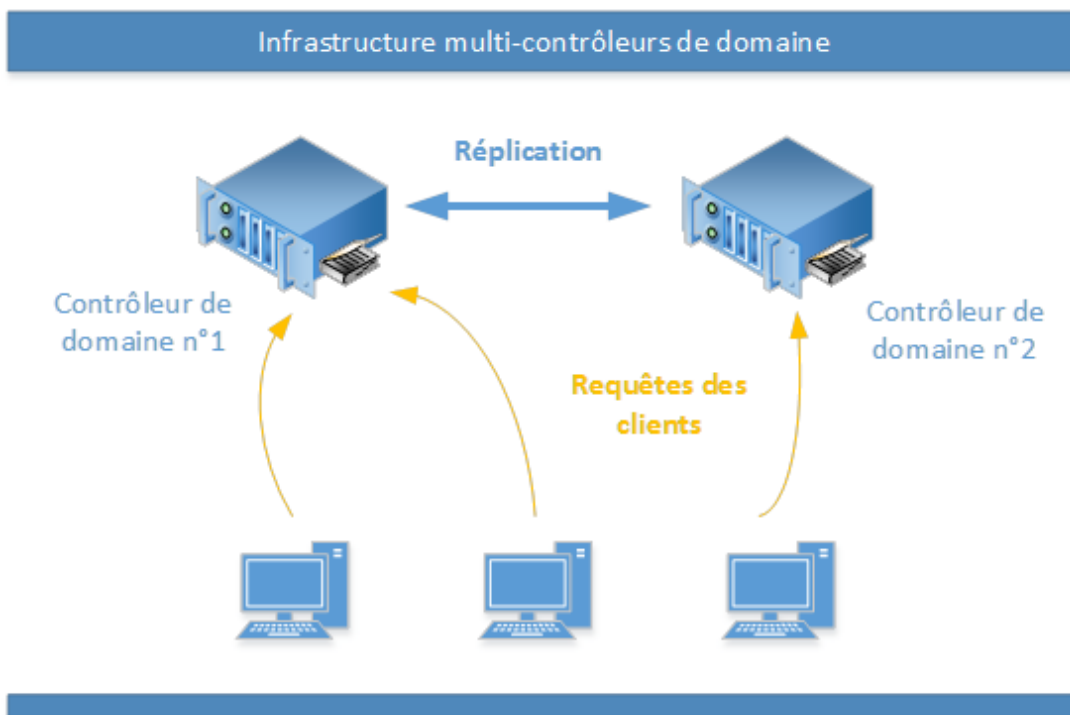 Infrastructure multi-contrôleurs de domaine
Réplication
Contrôleur de
domaine n°1
Contrôleur de
domaine n°2
Requêtes des
clients